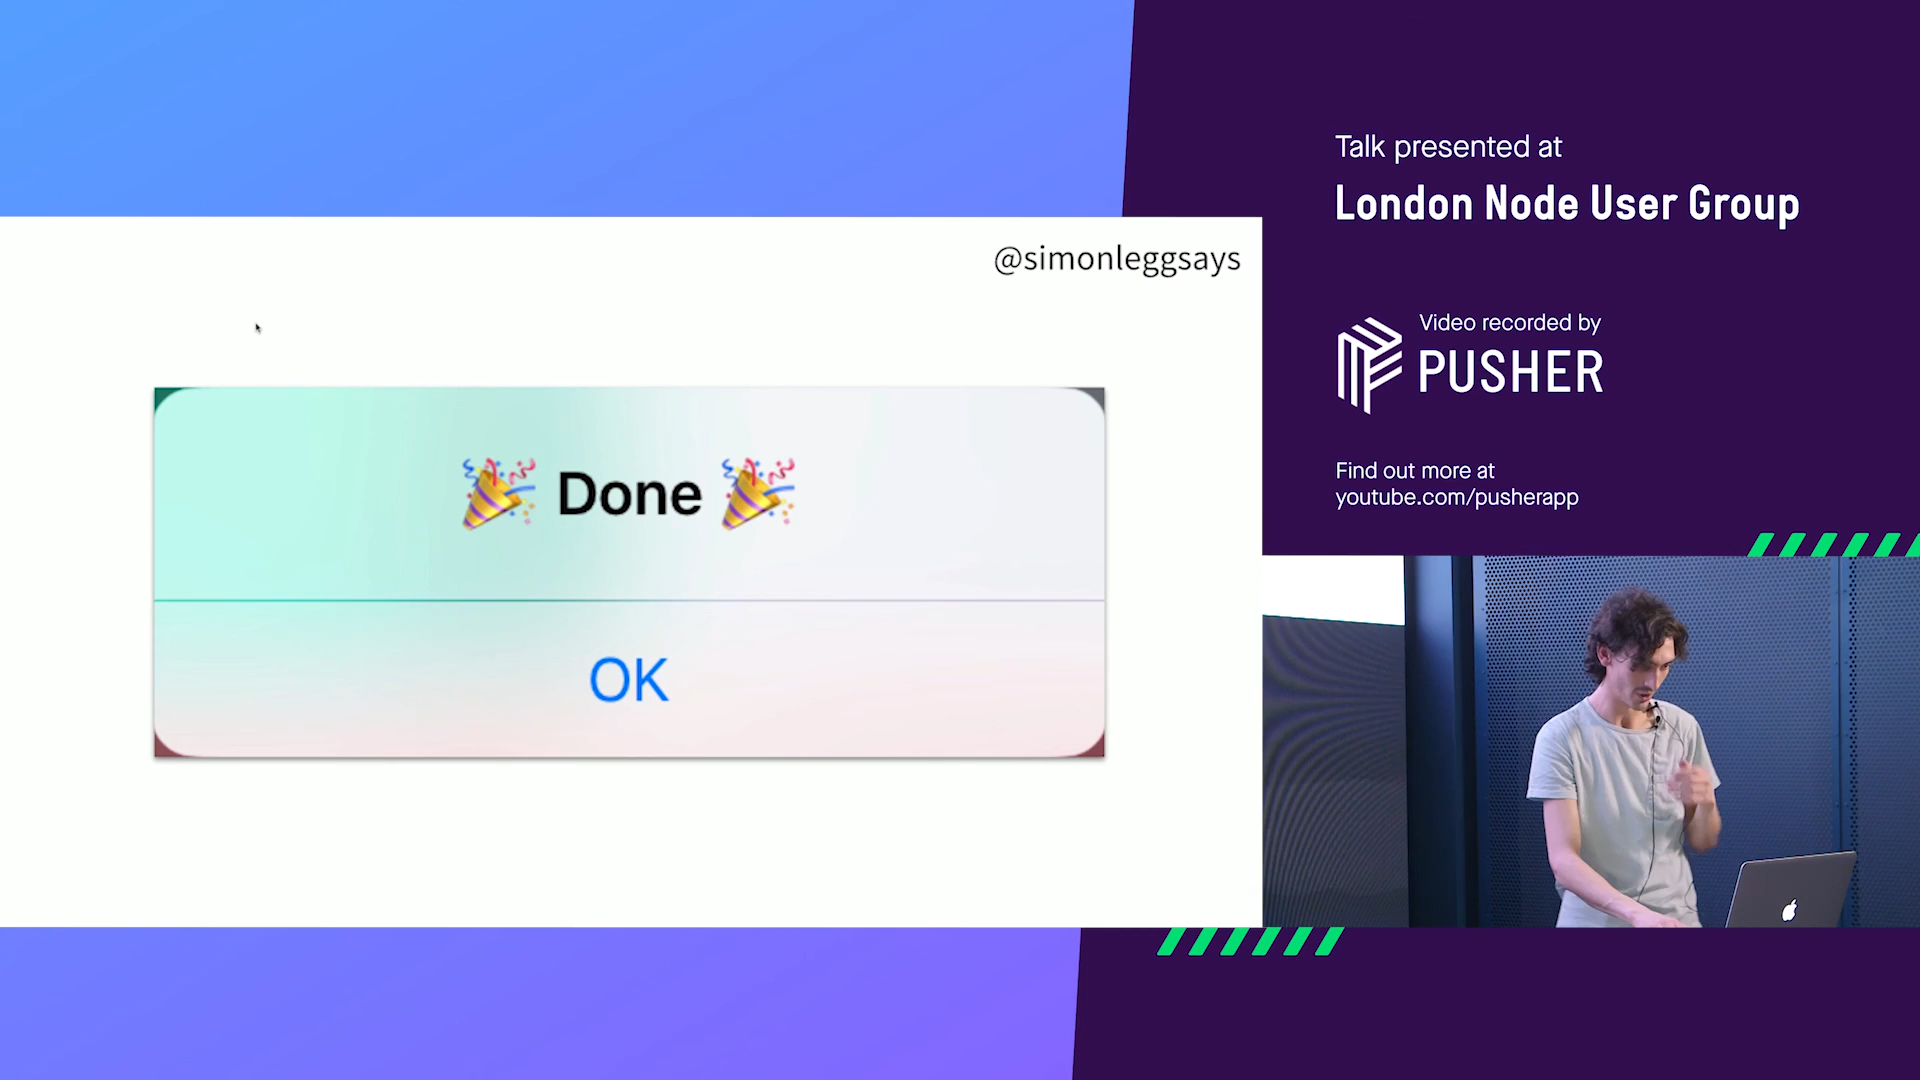 Talk presented at
London Node User Group
@simonleggsays
Video recorded by
PUSHER
🎉 Done 🎉
Find out more at
youtube.com/pusherapp
OK